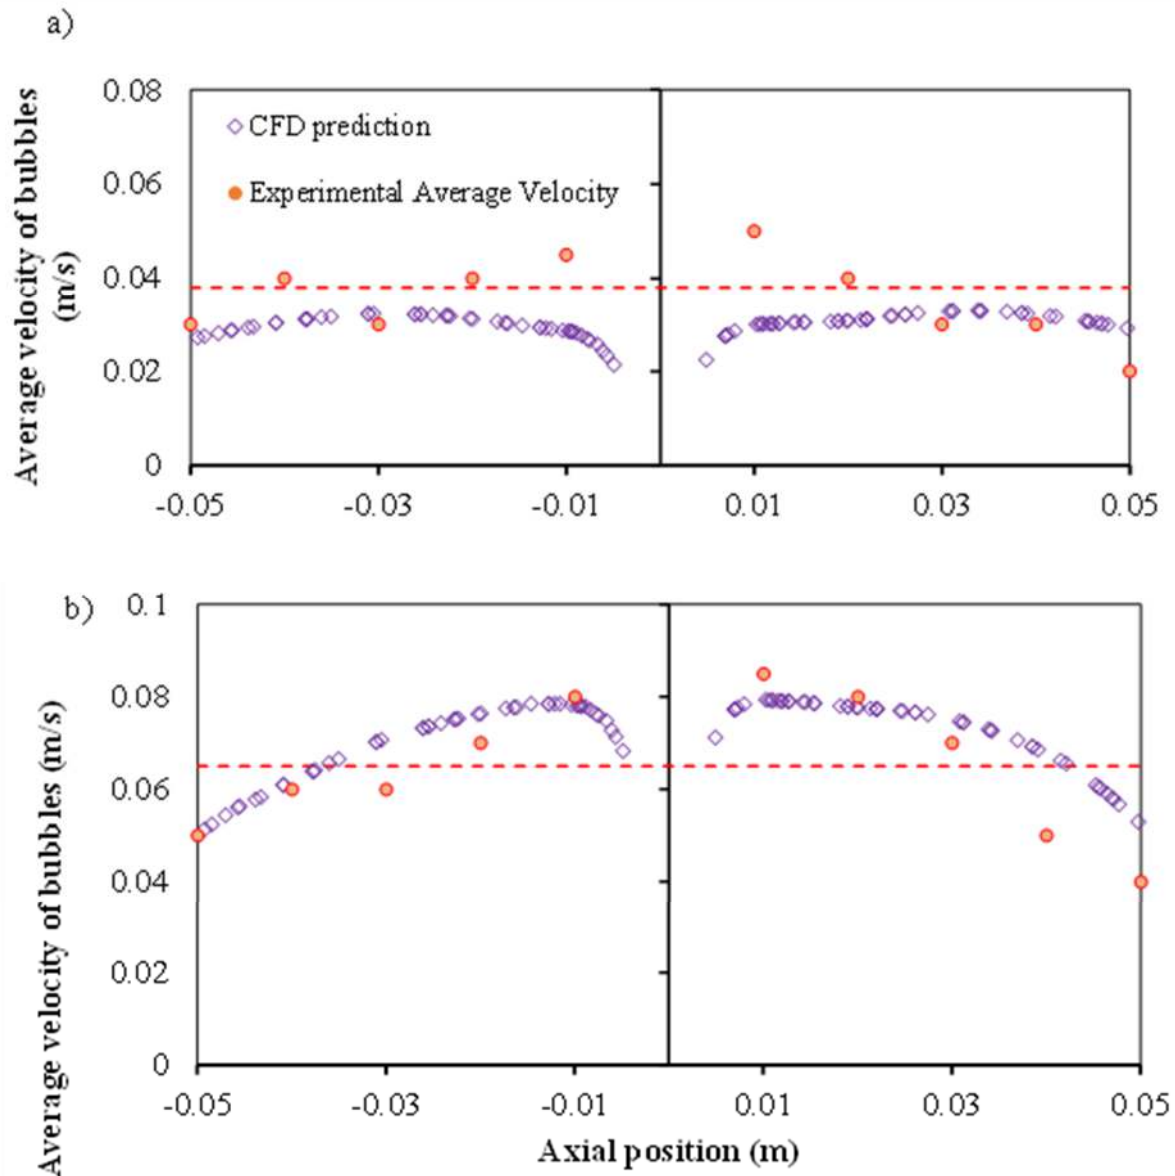 a)
Average velocity of bubbles
(m/s)
0.08
0.06
0.04
0.02
0
CFD prediction
Experimental Average Velocity
-0.05
-0.03
-0.01
0.01
0.03
0.05
b)
Average velocity of bubbles (m/s)
0.1
0.08
0.06
0.04
0.02
0
-0.05
-0.03
-0.01
0.01
0.03
0.05
Axial position (m)